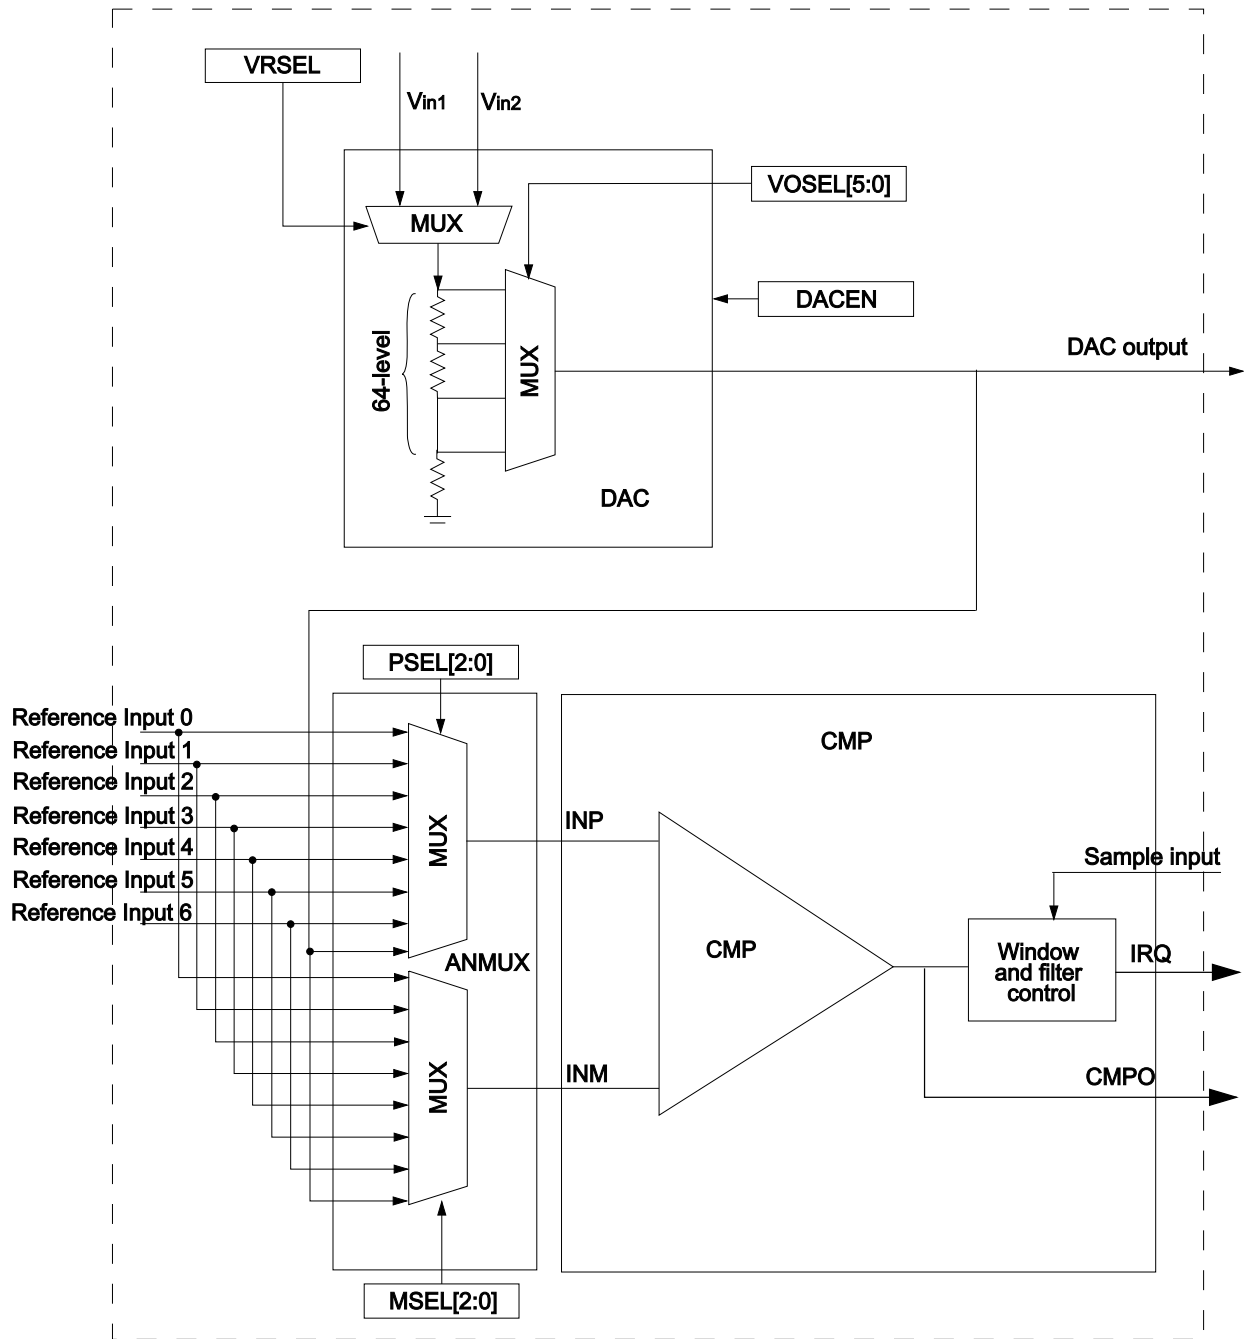 VRSEL
Vin1
Vin2
VOSEL[5:0]
MUX
DACEN
64-level
MUX
DAC output
DAC
PSEL[2:0]
Reference Input 0
Reference Input 1
Reference Input 2
Reference Input 3
Reference Input 4
Reference Input 5
Reference Input 6
MUX
ANMUX
MUX
MSEL[2:0]
CMP
INP
INM
CMP
Sample input
Window
and filter
control
IRQ
CMPO